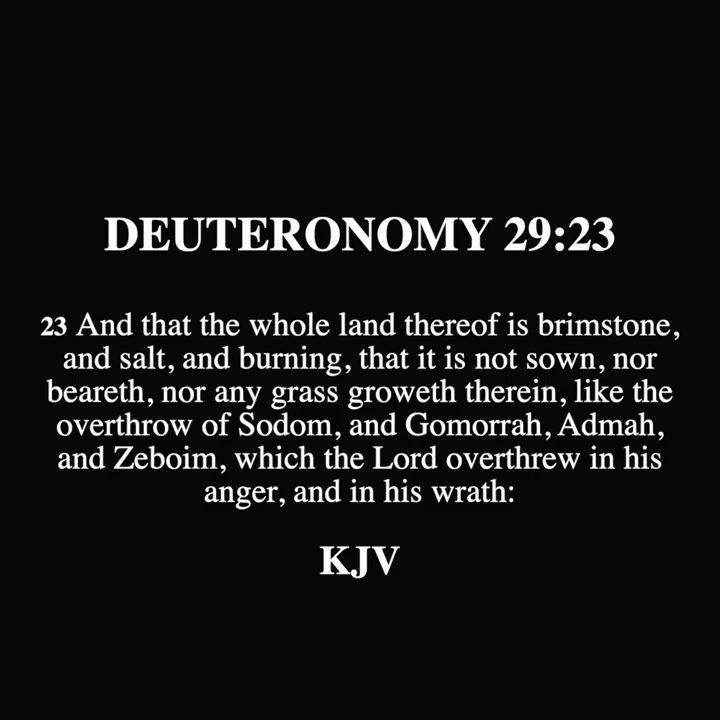 DEUTERONOMY 29:23
23 And that the whole land thereof is brimstone,
and salt, and burning, that it is not sown, nor
beareth, nor any grass groweth therein, like the
overthrow of Sodom, and Gomorrah, Admah,
and Zeboim, which the Lord overthrew in his
anger, and in his wrath:
KJV